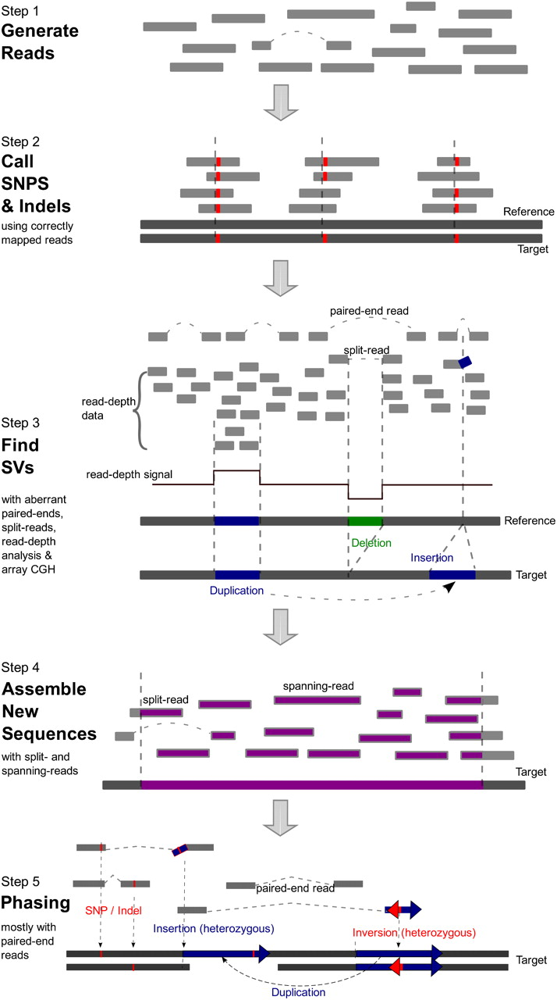 Step 1
Generate
Reads
Step 2
Call
SNPS
& Indels
using correctly
mapped reads
Reference
Target
paired-end read
split-read
read-depth
data
Step 3
Find
SVs
read-depth signal
with aberrant
paired-ends,
split-reads,
read-depth
analysis &
array CGH
Reference
Deletion
Insertion
Target
Duplication
Step 4
Assemble
New
Sequences
with split- and
spanning-reads
split-read
spanning-read
Target
Step 5
Phasing
mostly with
paired-end
reads
paired-end read
SNP / Indel
Insertion (heterozygous)
Inversion (heterozygous)
Target
Duplication